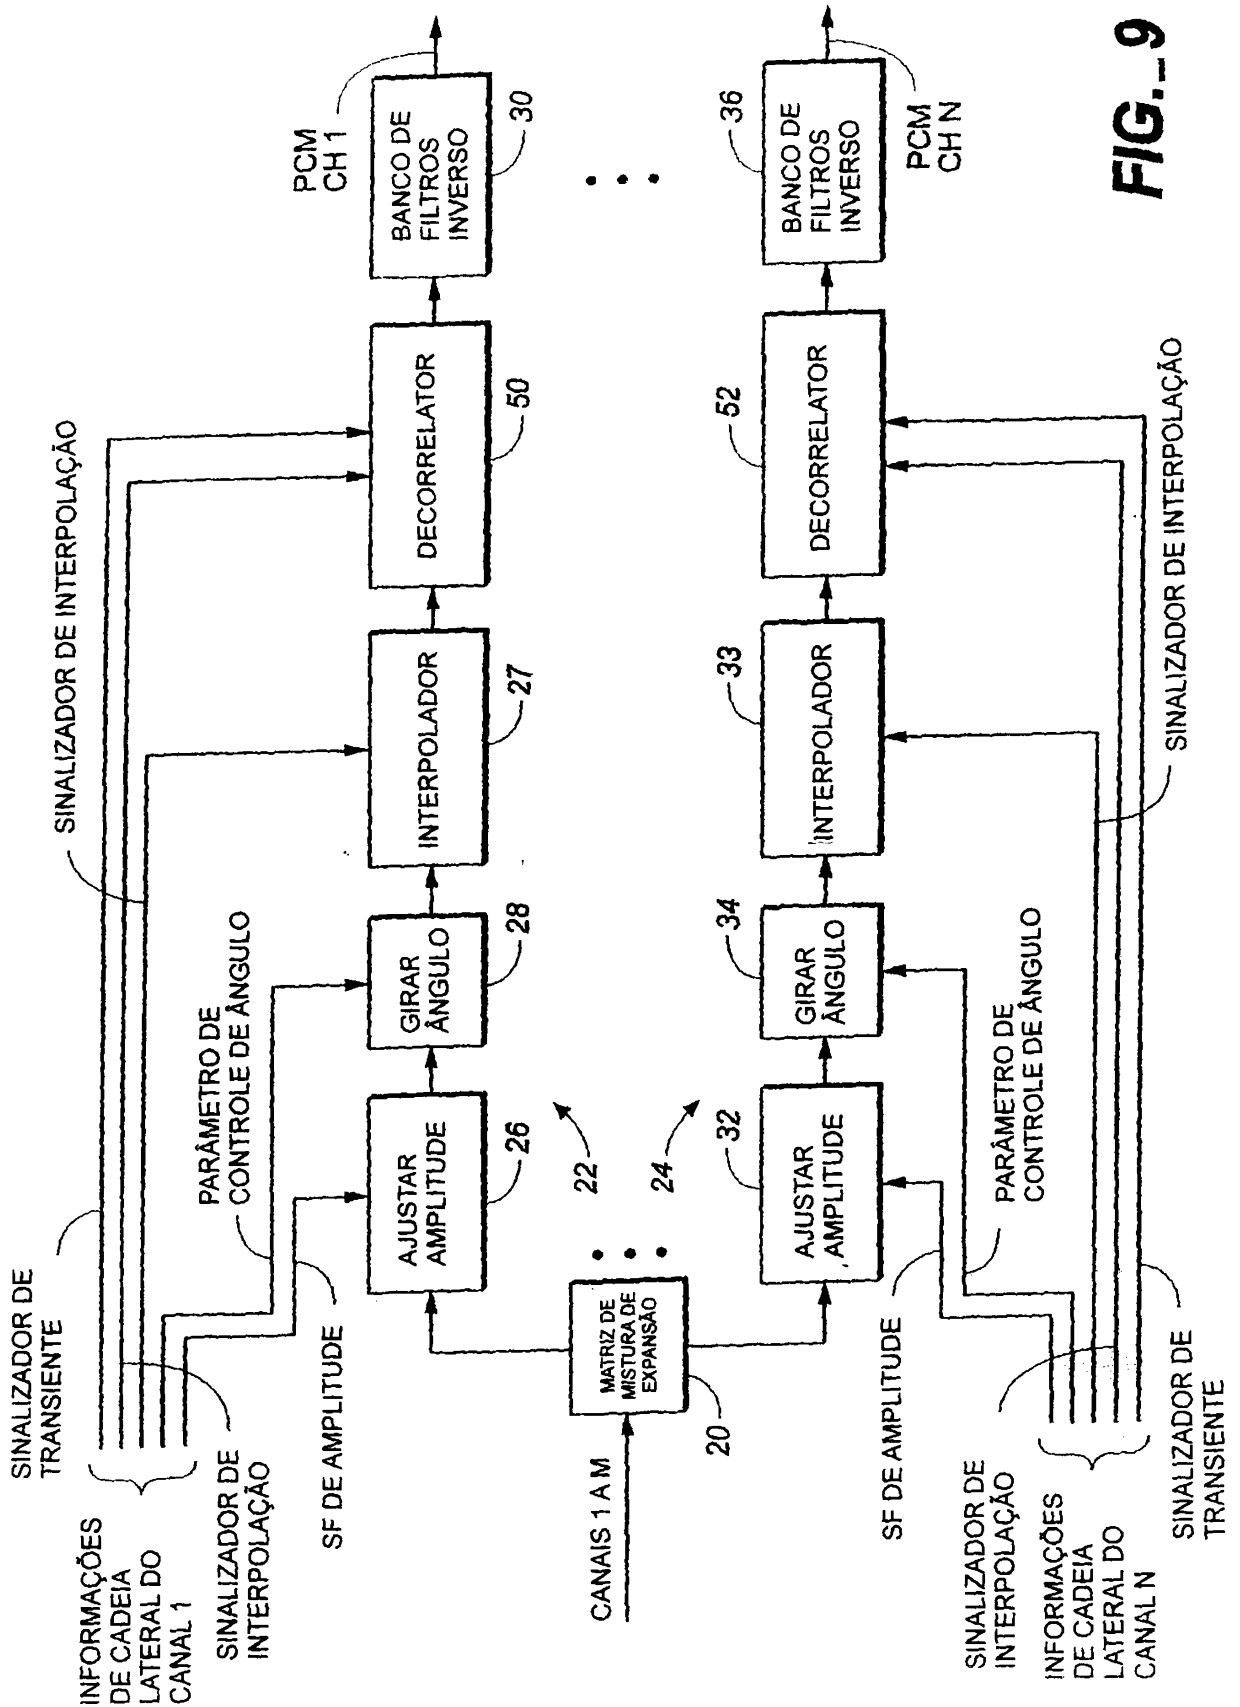 SINALIZADOR DE
TRANSIENTE
INFORMAÇÕES
DE CADEIA
LATERAL DO
CANAL 1
SINALIZADOR DE
INTERPOLAÇÃO
SF DE AMPLITUDE
PARÂMETRO DE
CONTROLE DE ÂNGULO
SINALIZADOR DE INTERPOLAÇÃO
PCM
CH 1
AJUSTAR
AMPLITUDE
26
GIRAR
ÂNGULO
28
INTERPOLADOR
27
DECORRELATOR
50
BANCO DE
FILTROS
INVERSO
30
22
24
CANAIS 1 A M
MATRIZ DE
MISTURA DE
EXPANSÃO
20
AJUSTAR
AMPLITUDE
32
GIRAR
ÂNGULO
34
INTERPOLADOR
33
DECORRELATOR
52
BANCO DE
FILTROS
INVERSO
36
PCM
CH N
SF DE AMPLITUDE
PARÂMETRO DE
CONTROLE DE ÂNGULO
SINALIZADOR DE INTERPOLAÇÃO
SINALIZADOR DE
INTERPOLAÇÃO
INFORMAÇÕES
DE CADEIA
LATERAL DO
CANAL N
SINALIZADOR DE
TRANSIENTE
FIG._9